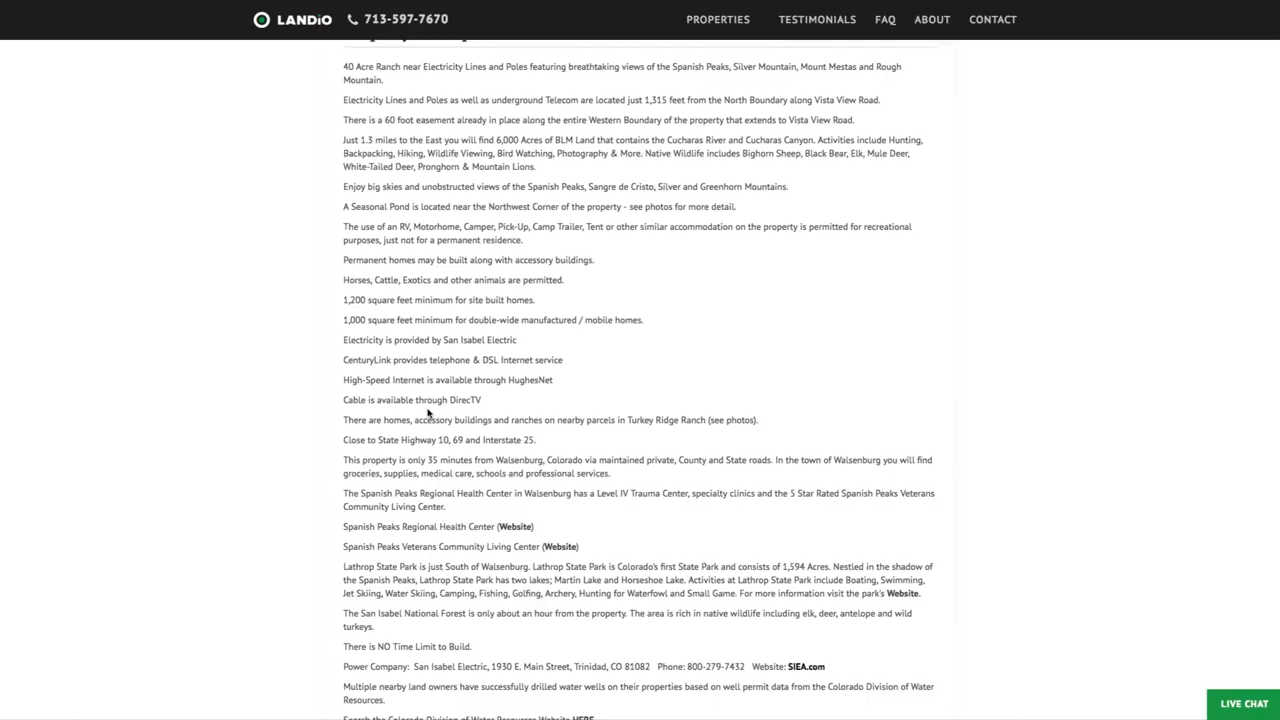 LANDiO 713-597-7670 PROPERTIES TESTIMONIALS FAQ ABOUT CONTACT
40 Acre Ranch near Electricity Lines and Poles featuring breathtaking views of the Spanish Peaks, Silver Mountain, Mount Mestas and Rough
Mountain.
Electricity Lines and Poles as well as underground Telecom are located just 1,315 feet from the North Boundary along Vista View Road.
There is a 60 foot easement already in place along the entire Western Boundary of the property that extends to Vista View Road.
Just 1.3 miles to the East you will find 6,000 Acres of BLM Land that contains the Cucharas River and Cucharas Canyon. Activities include Hunting,
Backpacking, Hiking, Wildlife Viewing, Bird Watching, Photography & More. Native Wildlife includes Bighorn Sheep, Black Bear, Elk, Mule Deer,
White-Tailed Deer, Pronghorn & Mountain Lions.
Enjoy big skies and unobstructed views of the Spanish Peaks, Sangre de Cristo, Silver and Greenhorn Mountains.
A Seasonal Pond is located near the Northwest Corner of the property - see photos for more detail.
The use of an RV, Motorhome, Camper, Pick-Up, Camp Trailer, Tent or other similar accommodation on the property is permitted for recreational
purposes, just not for a permanent residence.
Permanent homes may be built along with accessory buildings.
Horses, Cattle, Exotics and other animals are permitted.
1,200 square feet minimum for site built homes.
1,000 square feet minimum for double-wide manufactured / mobile homes.
Electricity is provided by San Isabel Electric
CenturyLink provides telephone & DSL Internet service
High-Speed Internet is available through HughesNet
Cable is available through DirecTV
There are homes, accessory buildings and ranches on nearby parcels in Turkey Ridge Ranch (see photos).
Close to State Highway 10, 69 and Interstate 25.
This property is only 35 minutes from Walsenburg, Colorado via maintained private, County and State roads. In the town of Walsenburg you will find
groceries, supplies, medical care, schools and professional services.
The Spanish Peaks Regional Health Center in Walsenburg has a Level IV Trauma Center, specialty clinics and the 5 Star Rated Spanish Peaks Veterans
Community Living Center.
Spanish Peaks Regional Health Center (Website)
Spanish Peaks Veterans Community Living Center (Website)
Lathrop State Park is just South of Walsenburg. Lathrop State Park is Colorado's first State Park and consists of 1,594 Acres. Nestled in the shadow of
the Spanish Peaks, Lathrop State Park has two lakes; Martin Lake and Horseshoe Lake. Activities at Lathrop State Park include Boating, Swimming,
Jet Skiing, Water Skiing, Camping, Fishing, Golfing, Archery, Hunting for Waterfowl and Small Game. For more information visit the park's Website.
The San Isabel National Forest is only about an hour from the property. The area is rich in native wildlife including elk, deer, antelope and wild
turkeys.
There is NO Time Limit to Build.
Power Company: San Isabel Electric, 1930 E. Main Street, Trinidad, CO 81082 Phone: 800-279-7432 Website: SIEA.com
Multiple nearby land owners have successfully drilled water wells on their properties based on well permit data from the Colorado Division of Water
Resources.
Search the Colorado Division of Water Resources Website HERE
LIVE CHAT